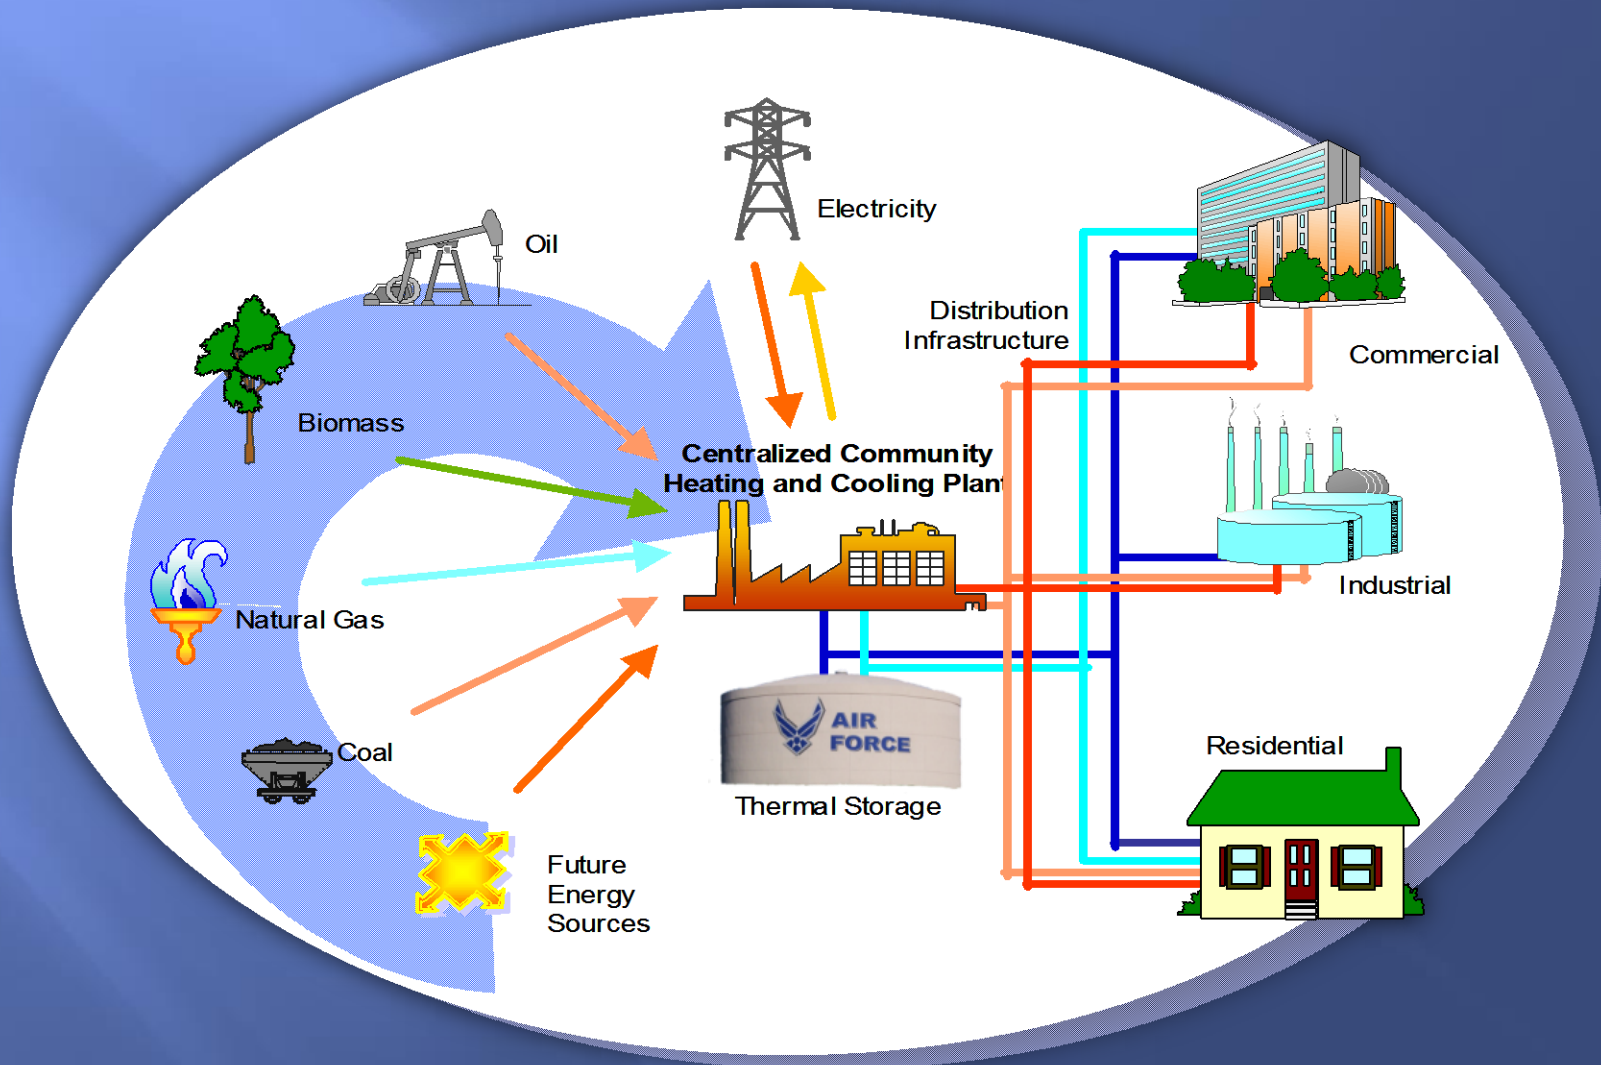 Electricity
Oil
Distribution
Infrastructure
Commercial
Biomass
Centralized Community
Heating and Cooling Plant
Industrial
Natural Gas
AIR
FORCE
Coal
Residential
Thermal Storage
Future
Energy
Sources